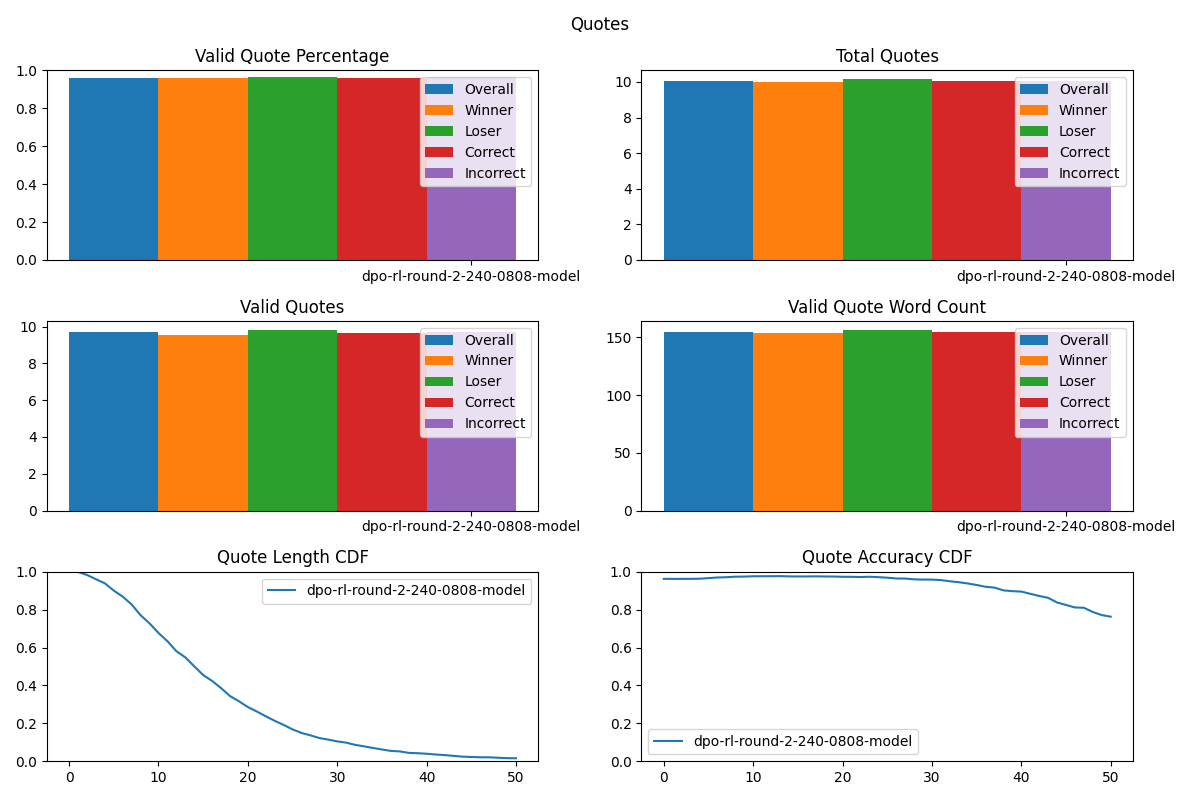 Quotes
Valid Quote Percentage
1.0
0.8
0.6
0.4
0.2
0.0
Overall
Winner
Loser
Correct
Incorrect
dpo-rl-round-2-240-0808-model
Total Quotes
10
8
6
4
2
0
Overall
Winner
Loser
Correct
Incorrect
dpo-rl-round-2-240-0808-model
Valid Quotes
10
8
6
4
2
0
Overall
Winner
Loser
Correct
Incorrect
dpo-rl-round-2-240-0808-model
Valid Quote Word Count
150
100
50
0
Overall
Winner
Loser
Correct
Incorrect
dpo-rl-round-2-240-0808-model
Quote Length CDF
1.0
0.8
0.6
0.4
0.2
0.0
dpo-rl-round-2-240-0808-model
0 10 20 30 40 50
Quote Accuracy CDF
1.0
0.8
0.6
0.4
0.2
0.0
dpo-rl-round-2-240-0808-model
0 10 20 30 40 50